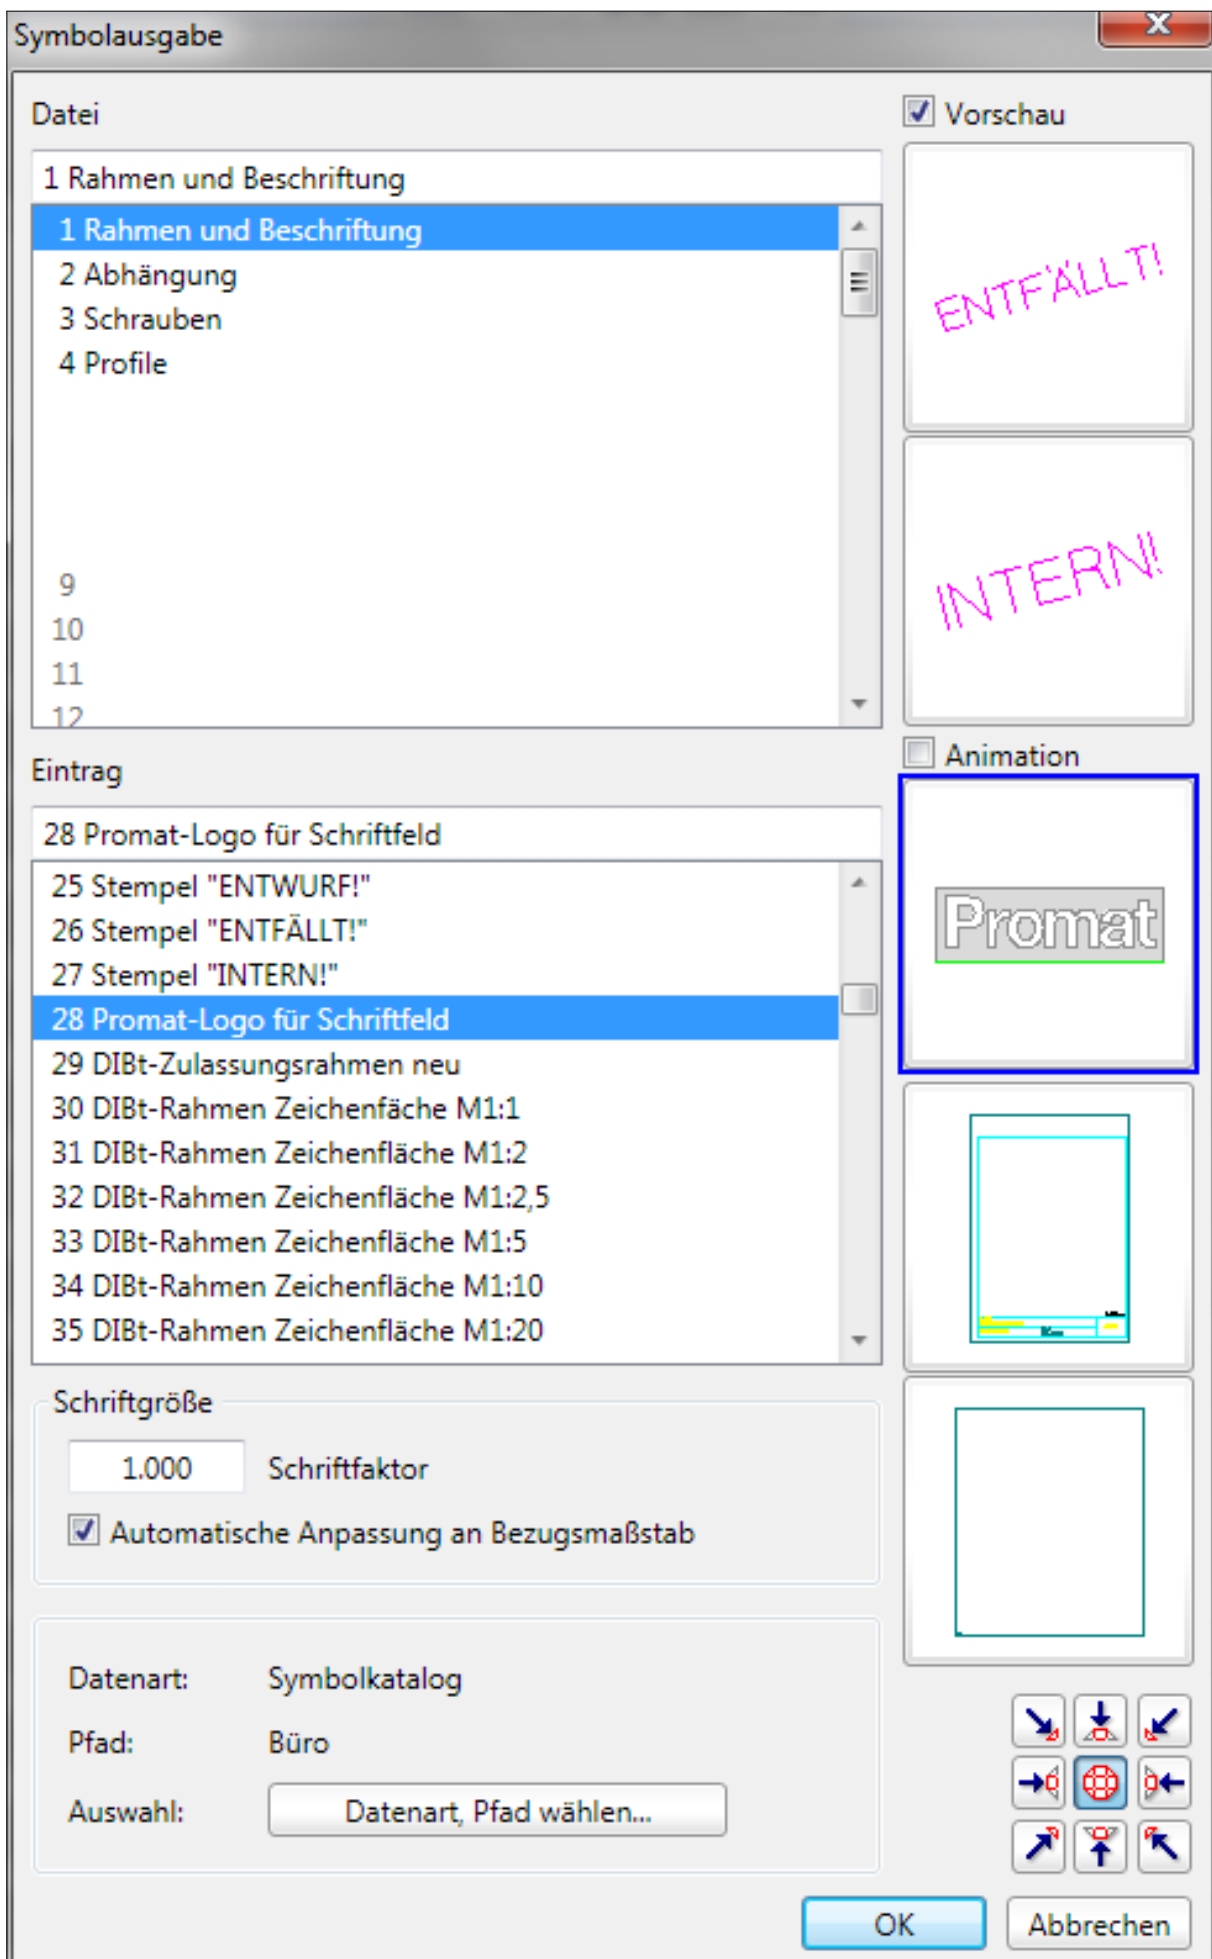 Symbolausgabe
Datei
1 Rahmen und Beschriftung
1 Rahmen und Beschriftung
2 Abhängung
3 Schrauben
4 Profile
9
10
11
12
Eintrag
28 Promat-Logo für Schriftfeld
25 Stempel "ENTWURF!"
26 Stempel "ENTFÄLLT!"
27 Stempel "INTERN!"
28 Promat-Logo für Schriftfeld
29 DIBt-Zulassungsrahmen neu
30 DIBt-Rahmen Zeichenfäche M1:1
31 DIBt-Rahmen Zeichenfläche M1:2
32 DIBt-Rahmen Zeichenfläche M1:2,5
33 DIBt-Rahmen Zeichenfläche M1:5
34 DIBt-Rahmen Zeichenfläche M1:10
35 DIBt-Rahmen Zeichenfläche M1:20
Schriftgröße
1.000 Schriftfaktor
Automatische Anpassung an Bezugsmaßstab
Datenart: Symbolkatalog
Pfad: Büro
Auswahl: Datenart, Pfad wählen...
Vorschau
ENTFÄLLT!
INTERN!
Animation
Promat
OK Abbrechen